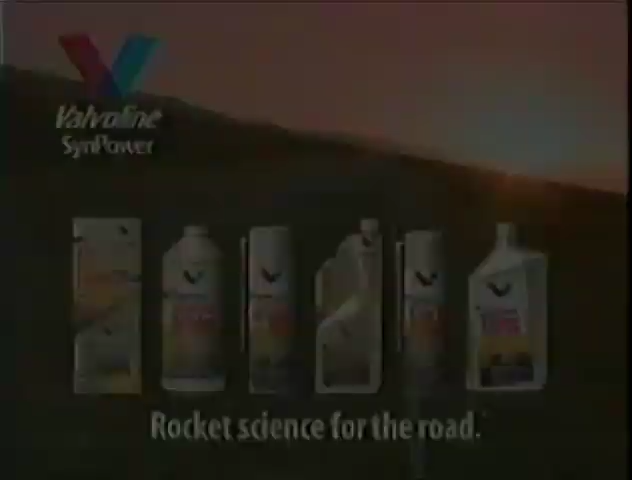 Valvoline
SynPower
Rocket science for the road.